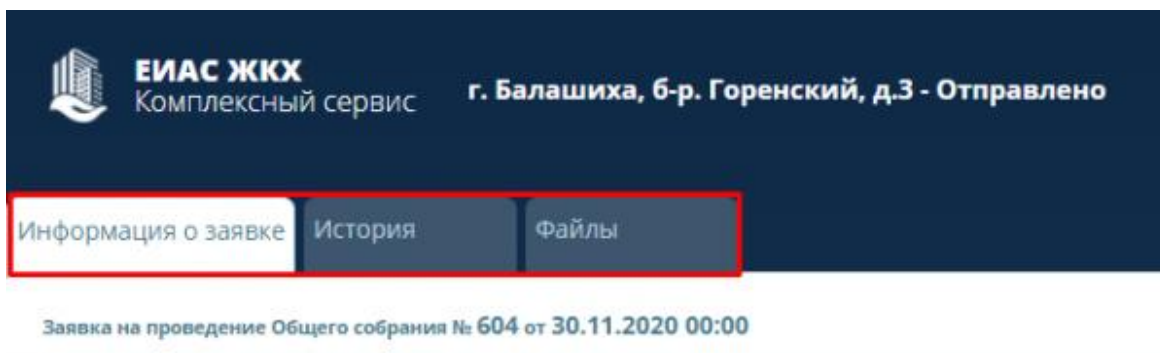 ЕИАС ЖКХ
Комплексный сервис
г. Балашиха, б-р. Горенский, д.3 - Отправлено
Информация о заявке
История
Файлы
Заявка на проведение Общего собрания № 604 от 30.11.2020 00:00